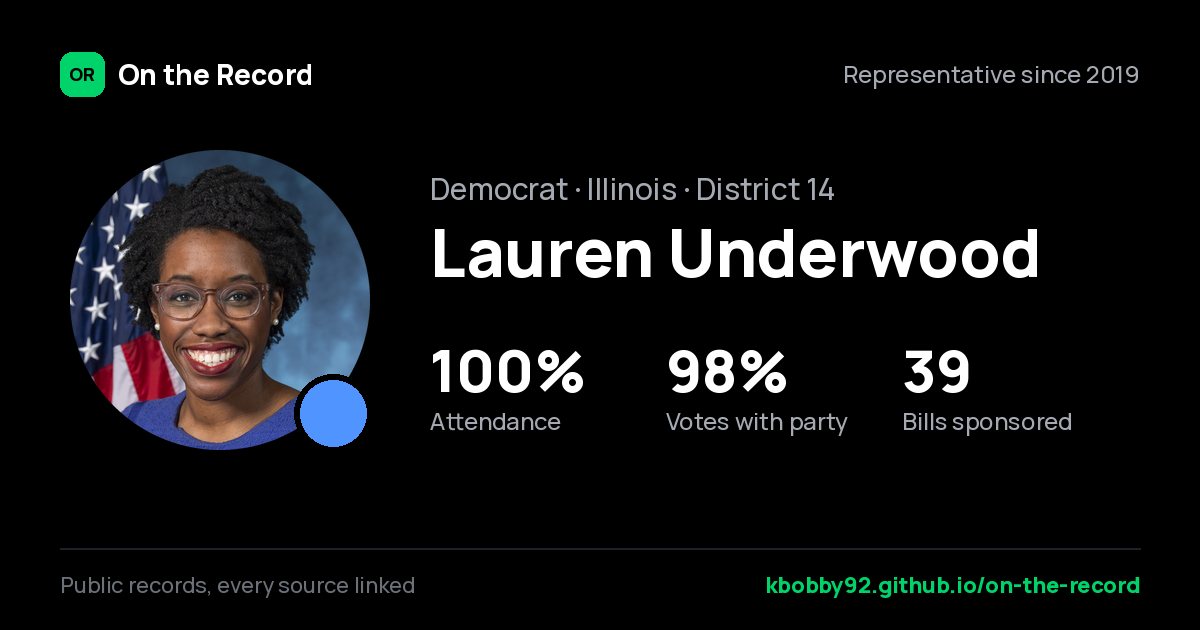 OR On the Record
Representative since 2019
Democrat · Illinois · District 14
Lauren Underwood
100% 98% 39
Attendance Votes with party Bills sponsored
Public records, every source linked
kbobby92.github.io/on-the-record